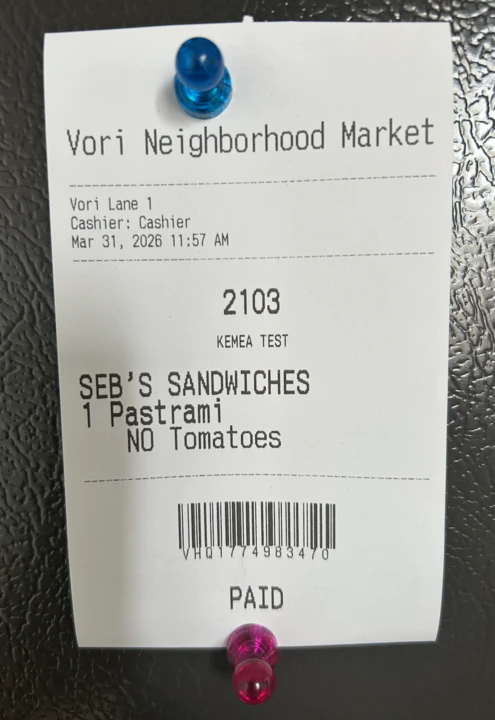 Vori Neighborhood Market
Vori Lane 1
Cashier: Cashier
Mar 31, 2026 11:57 AM
2103
KEMEA TEST
SEB'S SANDWICHES
1 Pastrami
NO Tomatoes
VHQ1774983470
PAID